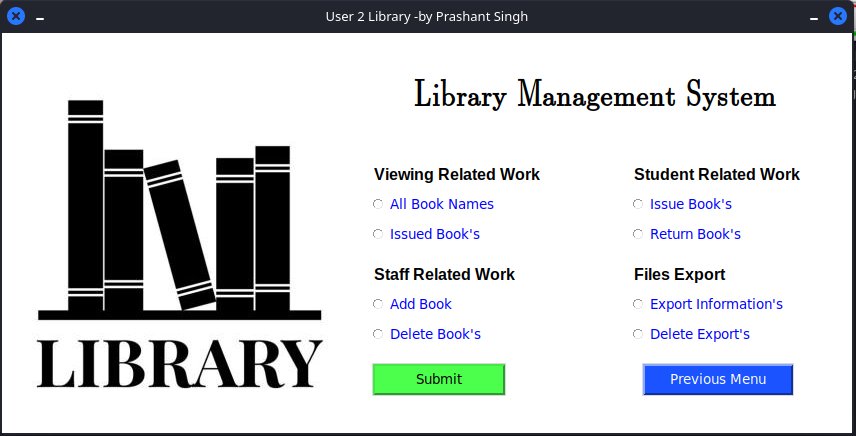 User 2 Library -by Prashant Singh
Library Management System
Viewing Related Work
All Book Names
Issued Book's
Student Related Work
Issue Book's
Return Book's
Staff Related Work
Add Book
Delete Book's
Files Export
Export Information's
Delete Export's
LIBRARY
Submit
Previous Menu